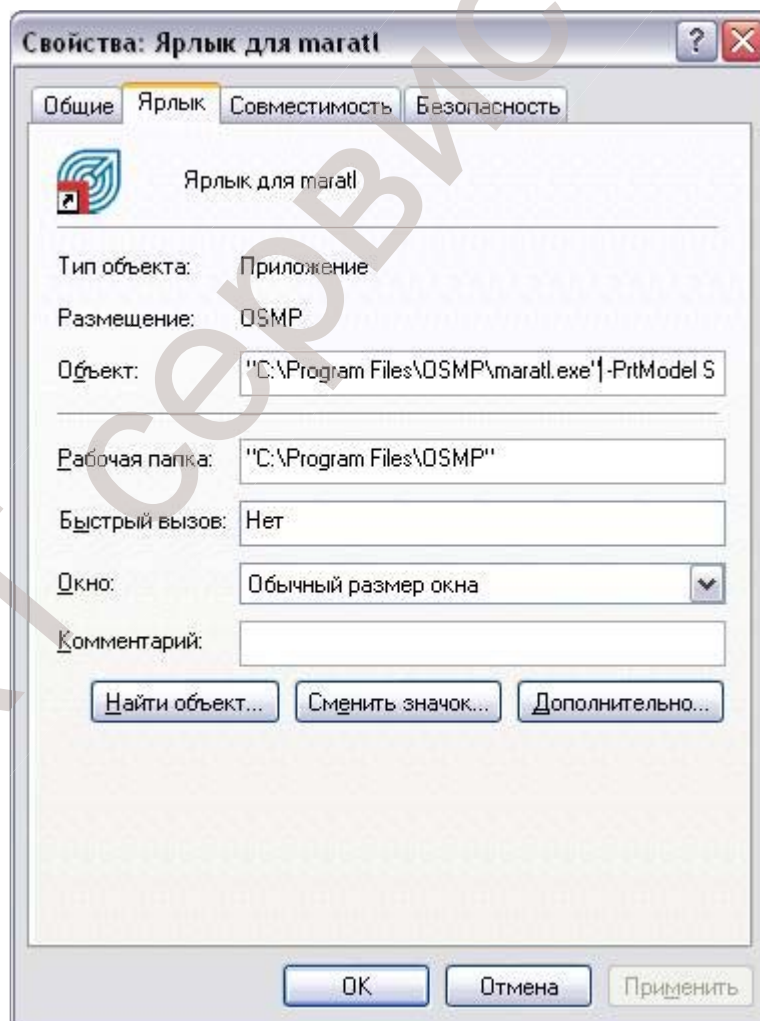 Свойства: Ярлык для maratl
Общие Ярлык Совместимость Безопасность
Ярлык для maratl
Тип объекта: Приложение
Размещение: OSMP
Объект: "C:\Program Files\OSMP\maratl.exe" -PrtModel S
Рабочая папка: "C:\Program Files\OSMP"
Быстрый вызов: Нет
Окно: Обычный размер окна
Комментарий:
Найти объект... Сменить значок... Дополнительно...
OK Отмена Применить
сервис